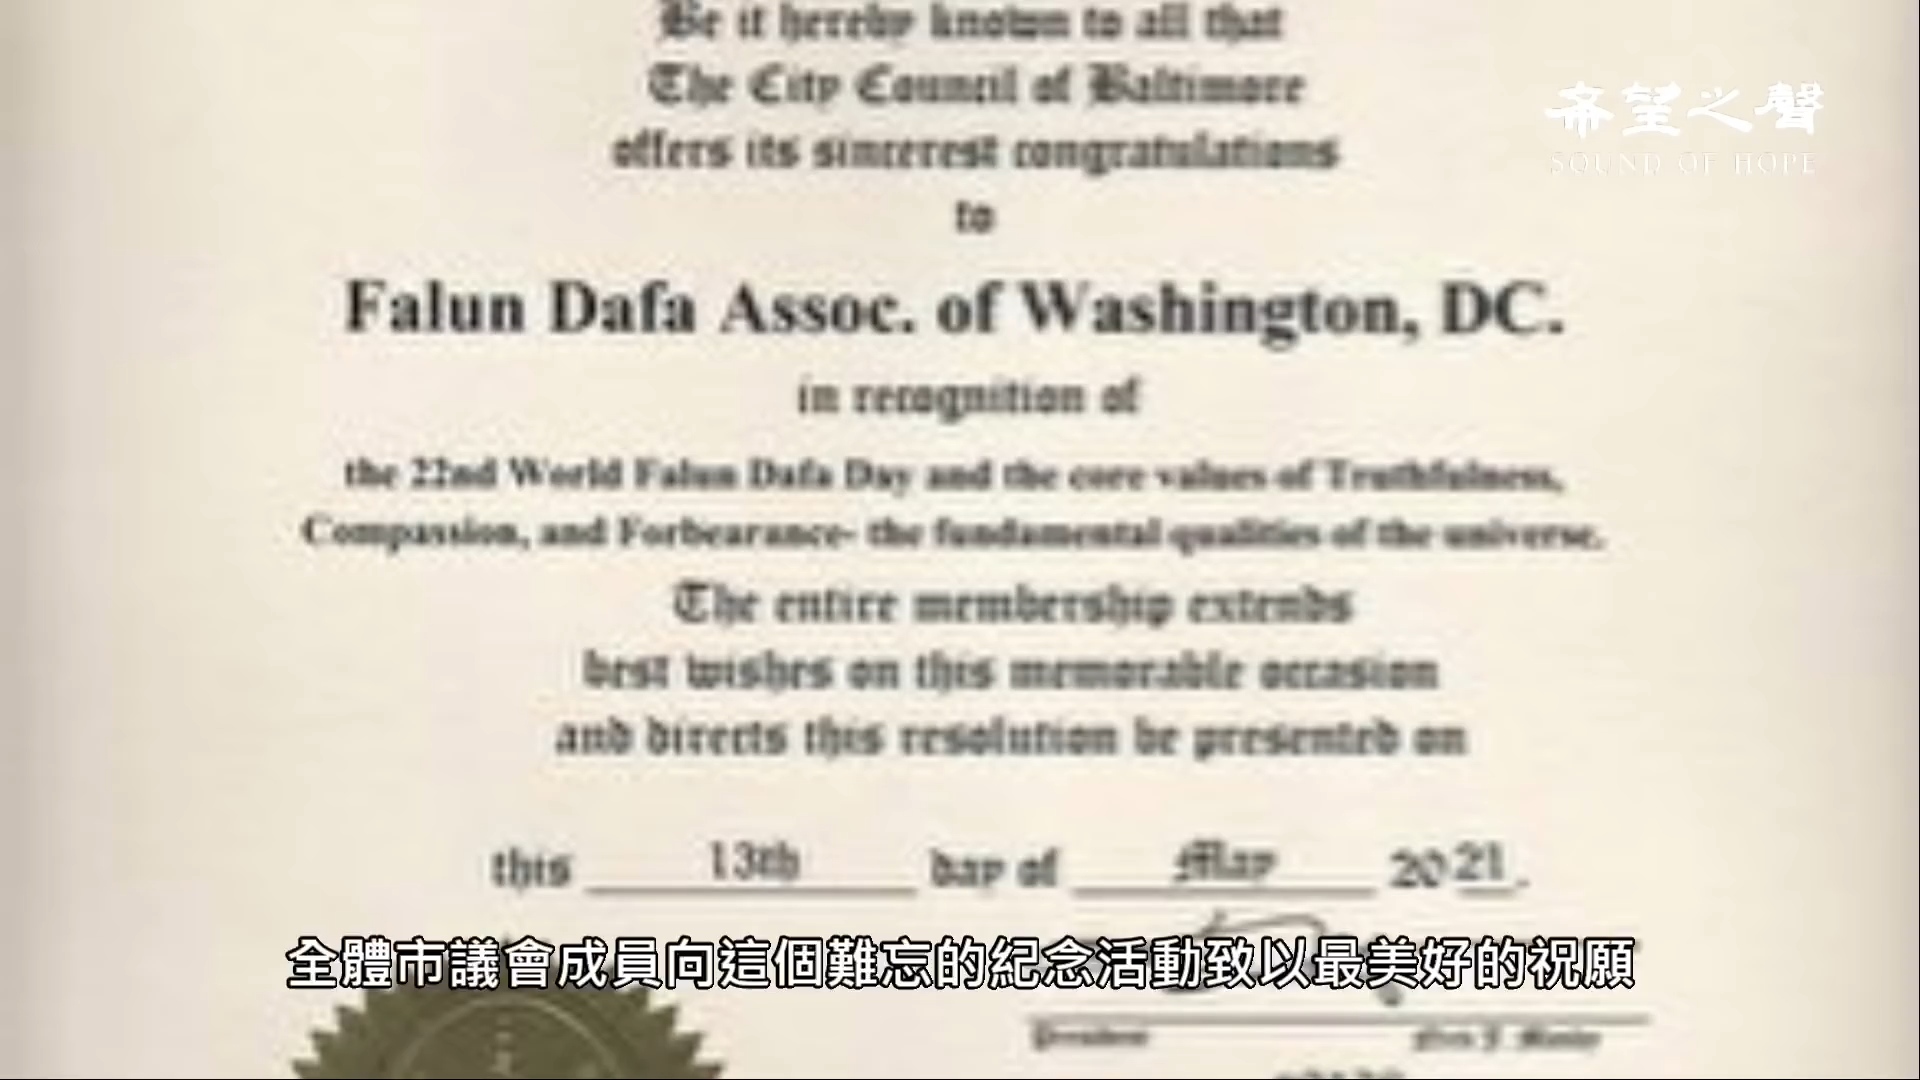 Be it hereby known to all that
The City Council of Baltimore
希望之聲
offers its sincerest congratulations
SOUND OF HOPE
to
Falun Dafa Assoc. of Washington, DC.
in recognition of
the 22nd World Falun Dafa Day and the core values of Truthfulness,
Compassion, and Forbearance- the fundamental qualities of the universe.
The entire membership extends
best wishes on this memorable occasion
and directs this resolution be presented on
this 13th day of May 2021.
全體市議會成員向這個難忘的紀念活動致以最美好的祝願
President